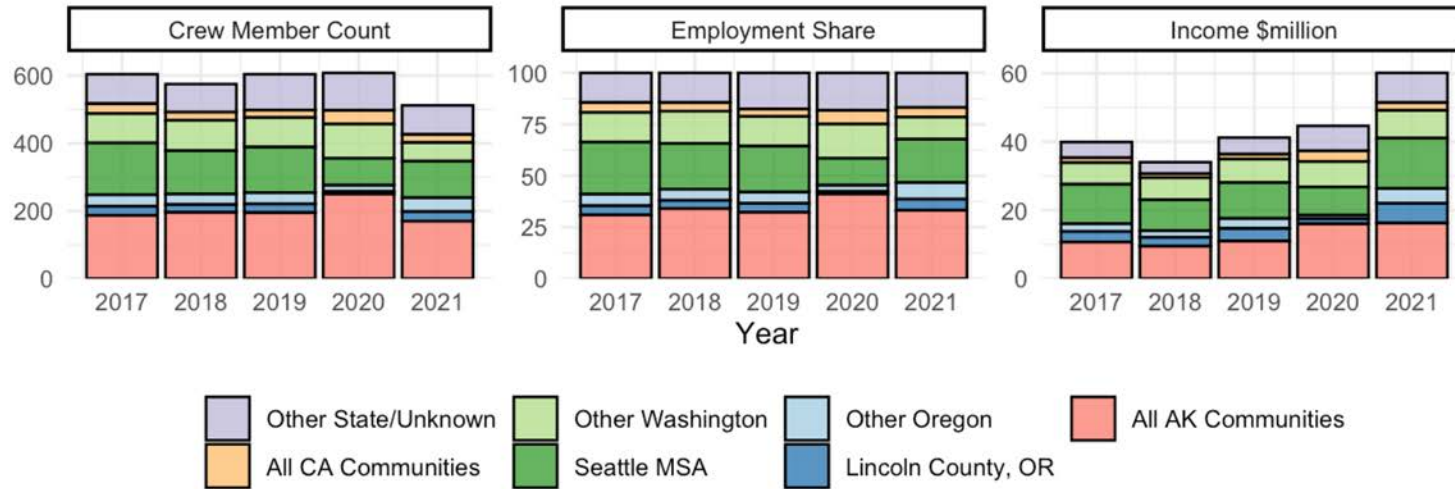 Crew Member Count
Employment Share
Income $million
600
400
200
0
100
75
50
25
0
60
40
20
0
2017 2018 2019 2020 2021
2017 2018 2019 2020 2021
2017 2018 2019 2020 2021
Year
Other State/Unknown
Other Washington
Other Oregon
All AK Communities
All CA Communities
Seattle MSA
Lincoln County, OR